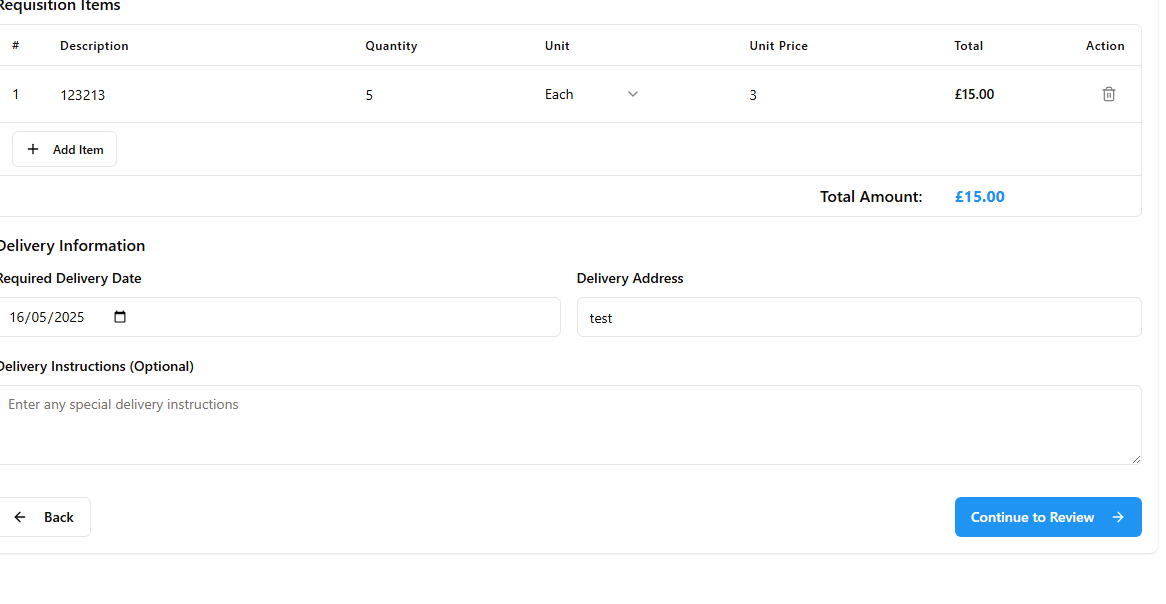 Requisition Items
# Description Quantity Unit Unit Price Total Action
1 123213 5 Each 3 £15.00
Add Item
Total Amount: £15.00
Delivery Information
Required Delivery Date Delivery Address
16/05/2025 test
Delivery Instructions (Optional)
Enter any special delivery instructions
Back Continue to Review